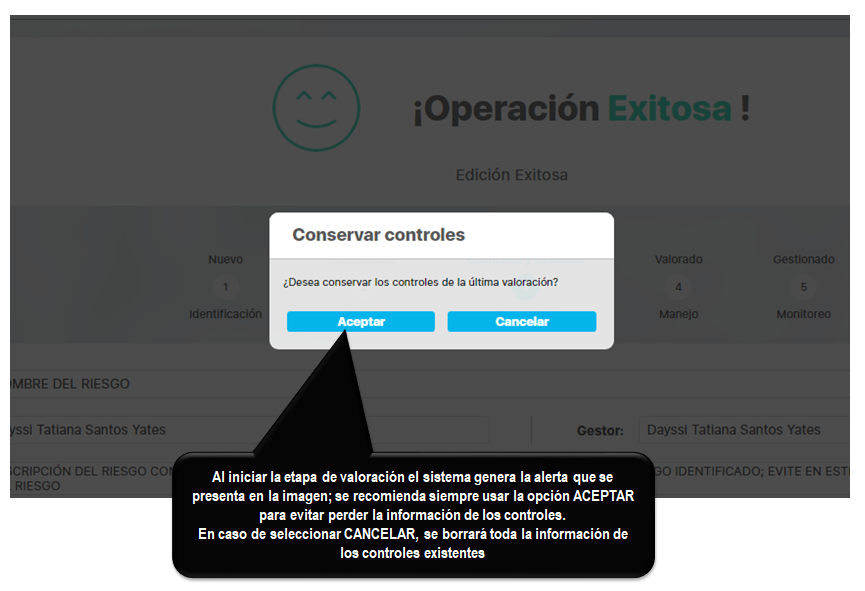 ¡Operación Exitosa !
Edición Exitosa
Conservar controles
¿Desea conservar los controles de la última valoración?
Aceptar
Cancelar
Nuevo
1
Identificación
Valorado
4
Manejo
Gestionado
5
Monitoreo
OMBRE DEL RIESGO
yssi Tatiana Santos Yates
Gestor:
Dayssi Tatiana Santos Yates
SCRIPCIÓN DEL RIESGO CON
GO IDENTIFICADO; EVITE EN EST
RIESGO
Al iniciar la etapa de valoración el sistema genera la alerta que se
presenta en la imagen; se recomienda siempre usar la opción ACEPTAR
para evitar perder la información de los controles.
En caso de seleccionar CANCELAR, se borrará toda la información de
los controles existentes